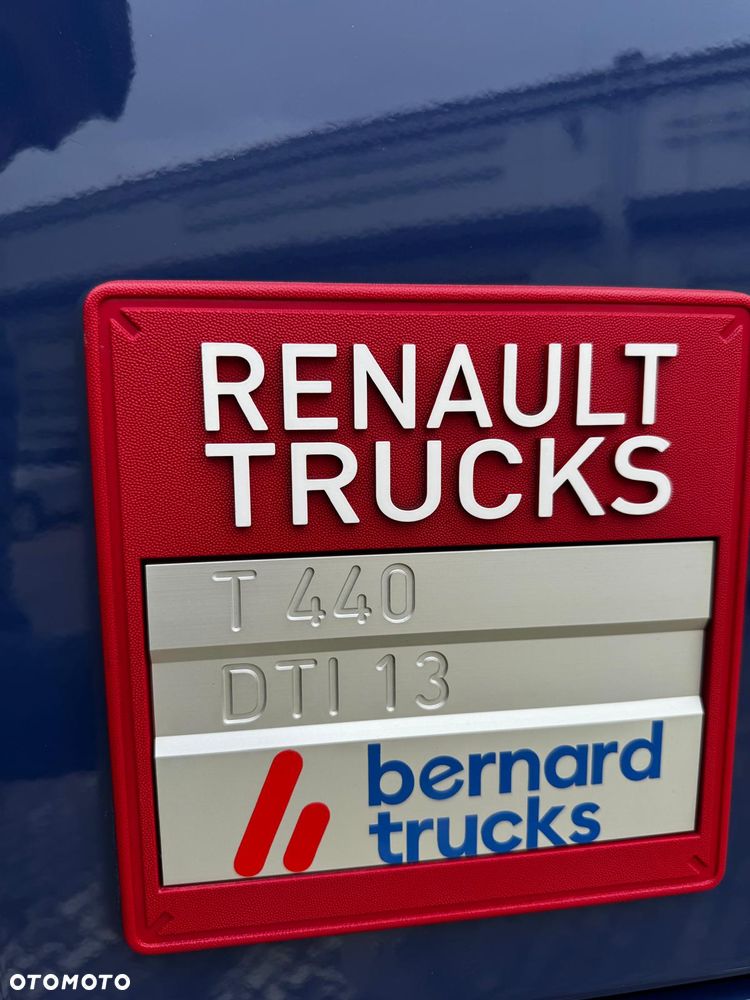 RENAULT
TRUCKS
T 440
DTI 13
bernard
trucks
OTOMOTO